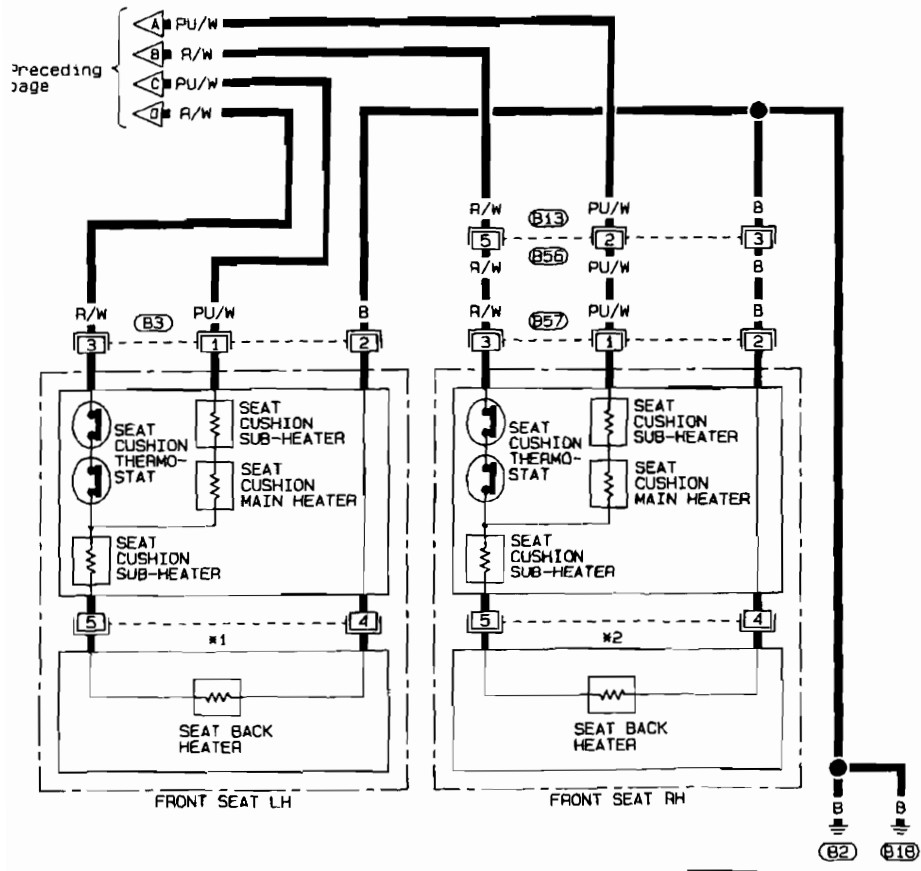 A PU/W
B R/W
Preceding
page
C PU/W
D R/W
R/W PU/W B
B13
5 2 3
B56
R/W PU/W B
R/W PU/W B
B3
3 1 2
R/W PU/W B
B57
3 1 2
SEAT
CUSHION
SUB-HEATER
SEAT
CUSHION
THERMO-
STAT
SEAT
CUSHION
MAIN HEATER
SEAT
CUSHION
SUB-HEATER
5 4
*1
SEAT BACK
HEATER
FRONT SEAT LH
SEAT
CUSHION
SUB-HEATER
SEAT
CUSHION
THERMO-
STAT
SEAT
CUSHION
MAIN HEATER
SEAT
CUSHION
SUB-HEATER
5 4
*2
SEAT BACK
HEATER
FRONT SEAT RH
B B
B2 B18